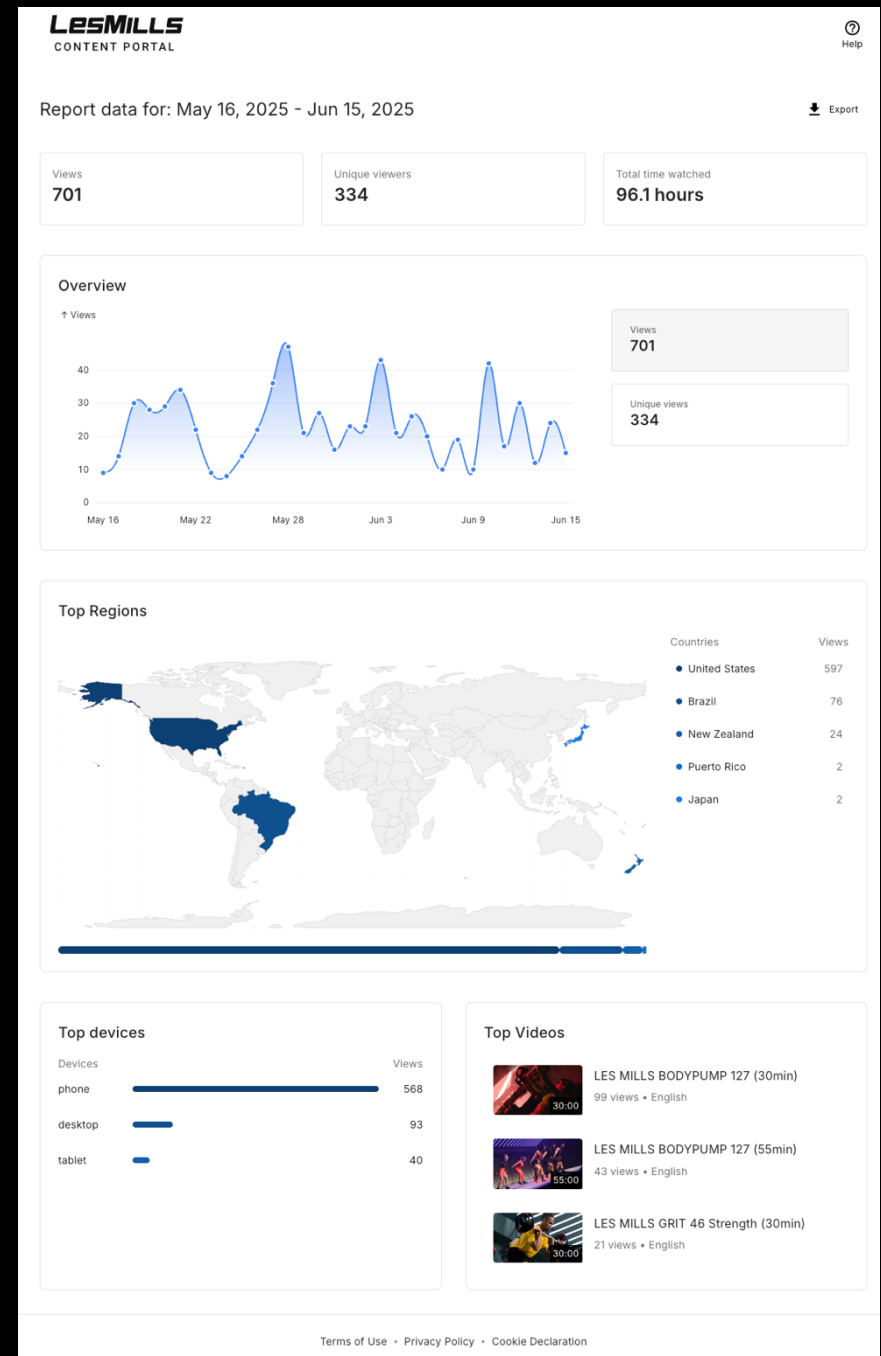 LesMills
CONTENT PORTAL
Help
Report data for: May 16, 2025 - Jun 15, 2025
Export
Views
701
Unique viewers
334
Total time watched
96.1 hours
Overview
↑ Views
40
30
20
10
0
May 16 May 22 May 28 Jun 3 Jun 9 Jun 15
Views
701
Unique views
334
Top Regions
Countries Views
United States 597
Brazil 76
New Zealand 24
Puerto Rico 2
Japan 2
Top devices
Devices Views
phone 568
desktop 93
tablet 40
Top Videos
30:00
LES MILLS BODYPUMP 127 (30min)
99 views • English
55:00
LES MILLS BODYPUMP 127 (55min)
43 views • English
30:00
LES MILLS GRIT 46 Strength (30min)
21 views • English
Terms of Use • Privacy Policy • Cookie Declaration